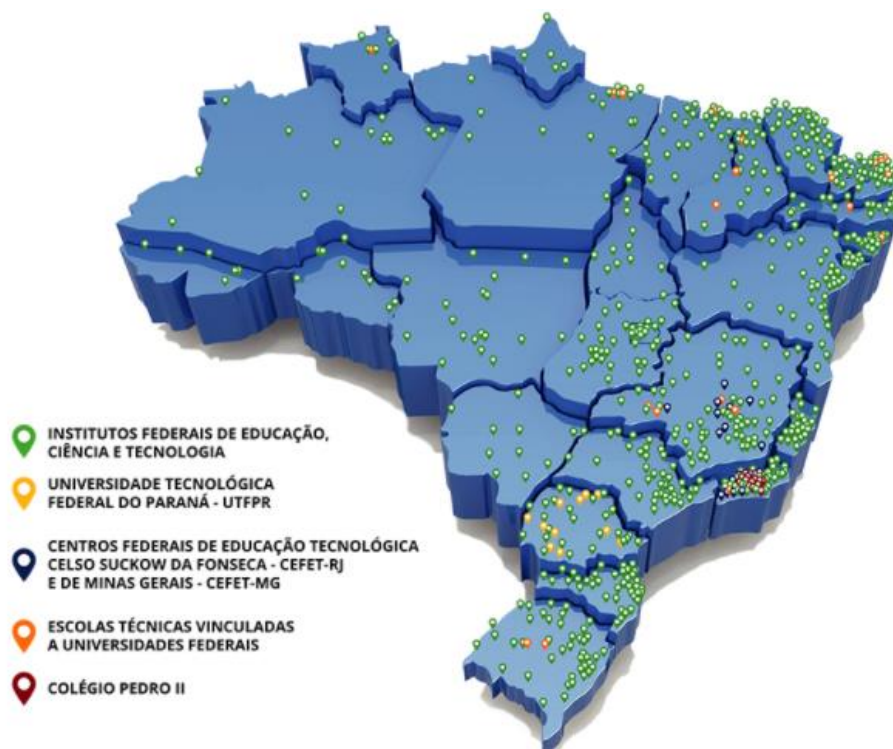 INSTITUTOS FEDERAIS DE EDUCAÇÃO,
CIÊNCIA E TECNOLOGIA
UNIVERSIDADE TECNOLÓGICA
FEDERAL DO PARANÁ - UTFPR
CENTROS FEDERAIS DE EDUCAÇÃO TECNOLÓGICA
CELSO SUCKOW DA FONSECA - CEFET-RJ
E DE MINAS GERAIS - CEFET-MG
ESCOLAS TÉCNICAS VINCULADAS
A UNIVERSIDADES FEDERAIS
COLÉGIO PEDRO II